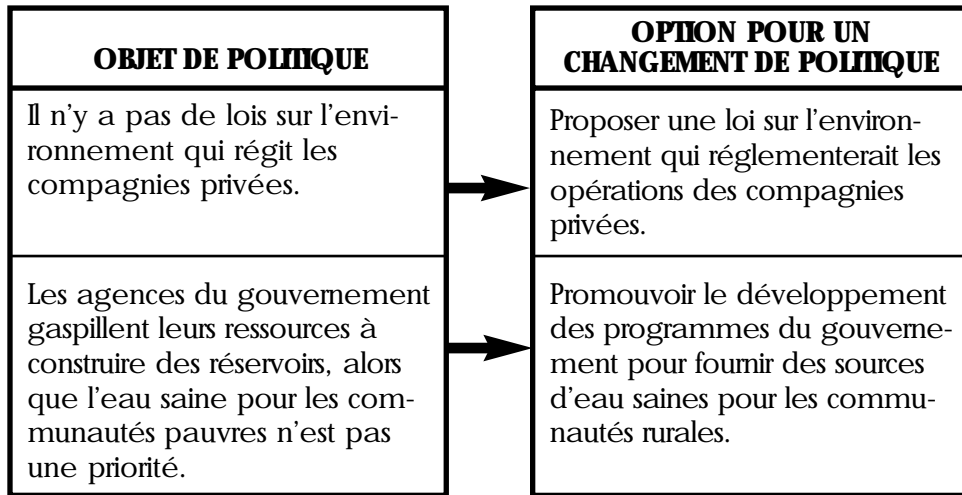 OBJET DE POLITIQUE
Il n'y a pas de lois sur l'envi-
ronnement qui régit les
compagnies privées.
Les agences du gouvernement
gaspillent leurs ressources à
construire des réservoirs, alors
que l'eau saine pour les com-
munautés pauvres n'est pas
une priorité.
OPTION POUR UN
CHANGEMENT DE POLITIQUE
Proposer une loi sur l'environ-
nement qui réglementerait les
opérations des compagnies
privées.
Promouvoir le développement
des programmes du gouverne-
ment pour fournir des sources
d'eau saines pour les commu-
nautés rurales.